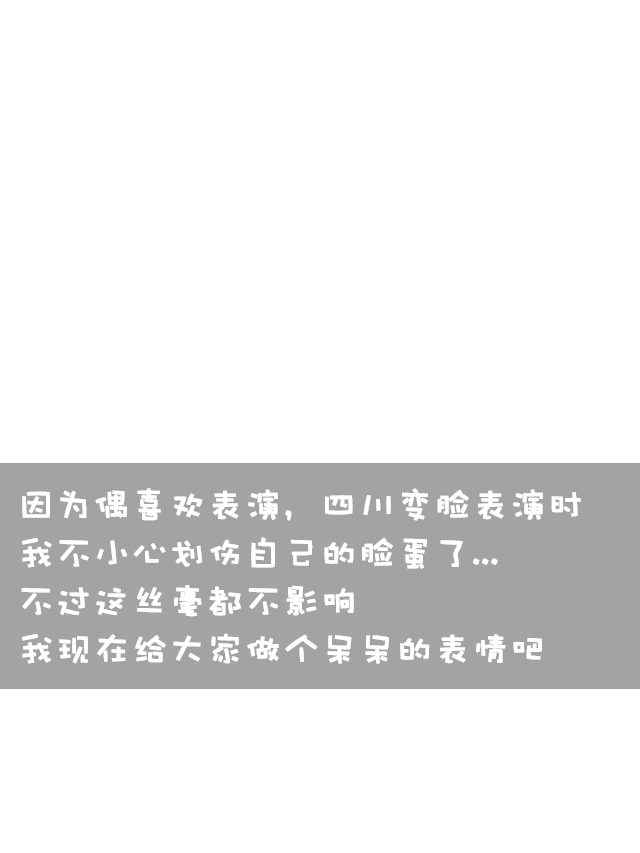 因为偶喜欢表演，四川变脸表演时
我不小心划伤自己的脸蛋了...
不过这丝毫都不影响
我现在给大家做个呆呆的表情吧